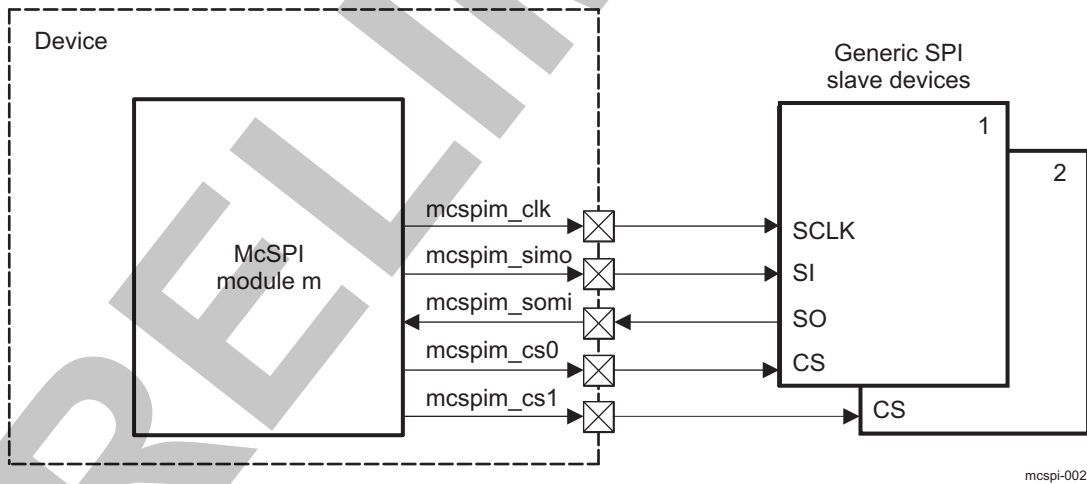 Device
Generic SPI
slave devices
1
2
McSPI
module m
mcspim_clk
SCLK
mcspim_simo
SI
mcspim_somi
SO
mcspim_cs0
CS
mcspim_cs1
CS
mcspi-002
RELIN